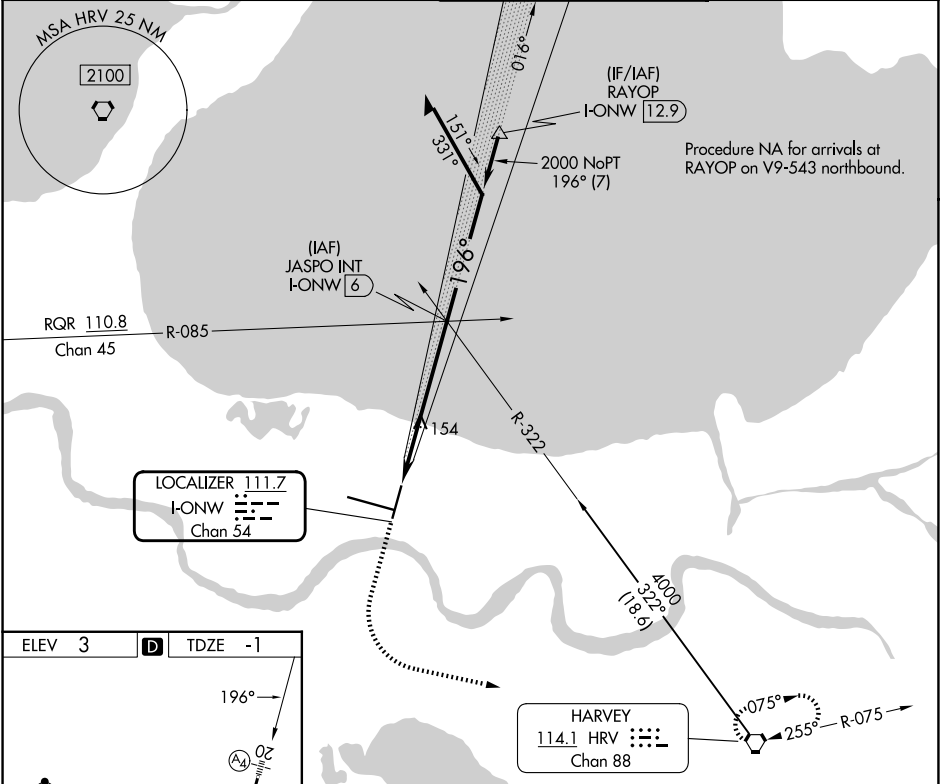 MSA HRV 25 NM
2100
016°
(IF/IAF)
RAYOP
I-ONW 12.9
151°
331°
2000 NoPT
196° (7)
Procedure NA for arrivals at
RAYOP on V9-543 northbound.
(IAF)
JASPO INT
I-ONW 6
196°
RQR 110.8
Chan 45
R-085
R-322
154
LOCALIZER 111.7
I-ONW
Chan 54
4000
322°
(18.6)
HARVEY
114.1 HRV
Chan 88
075°
255°
R-075
ELEV 3 D TDZE -1
196°
A4
20